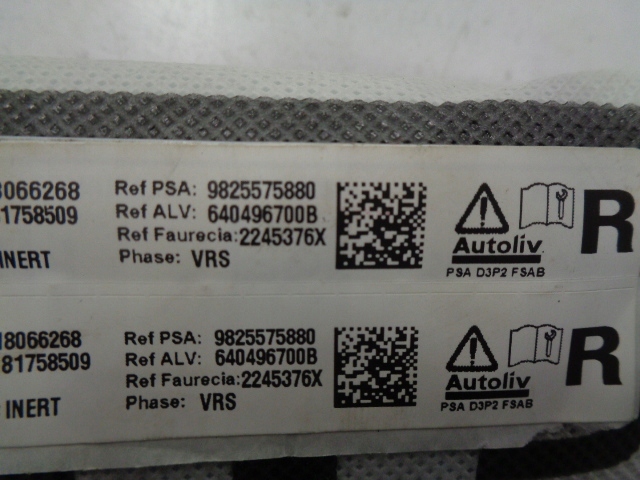 8066268 Ref PSA: 9825575880
81758509 Ref ALV: 640496700B
Ref Faurecia: 2245376X
INERT Phase: VRS
Autoliv
PSA D3P2 FSAB
R
18066268 Ref PSA: 9825575880
81758509 Ref ALV: 640496700B
Ref Faurecia: 2245376X
INERT Phase: VRS
Autoliv
PSA D3P2 FSAB
R